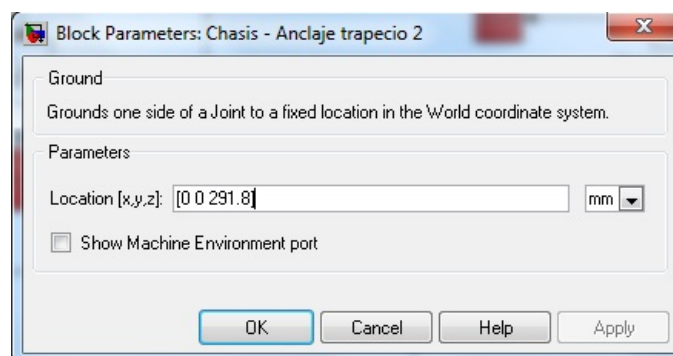 Block Parameters: Chasis - Anclaje trapecio 2
Ground
Grounds one side of a Joint to a fixed location in the World coordinate system.
Parameters
Location [x,y,z]: [0 0 291.8] mm
Show Machine Environment port
OK Cancel Help Apply